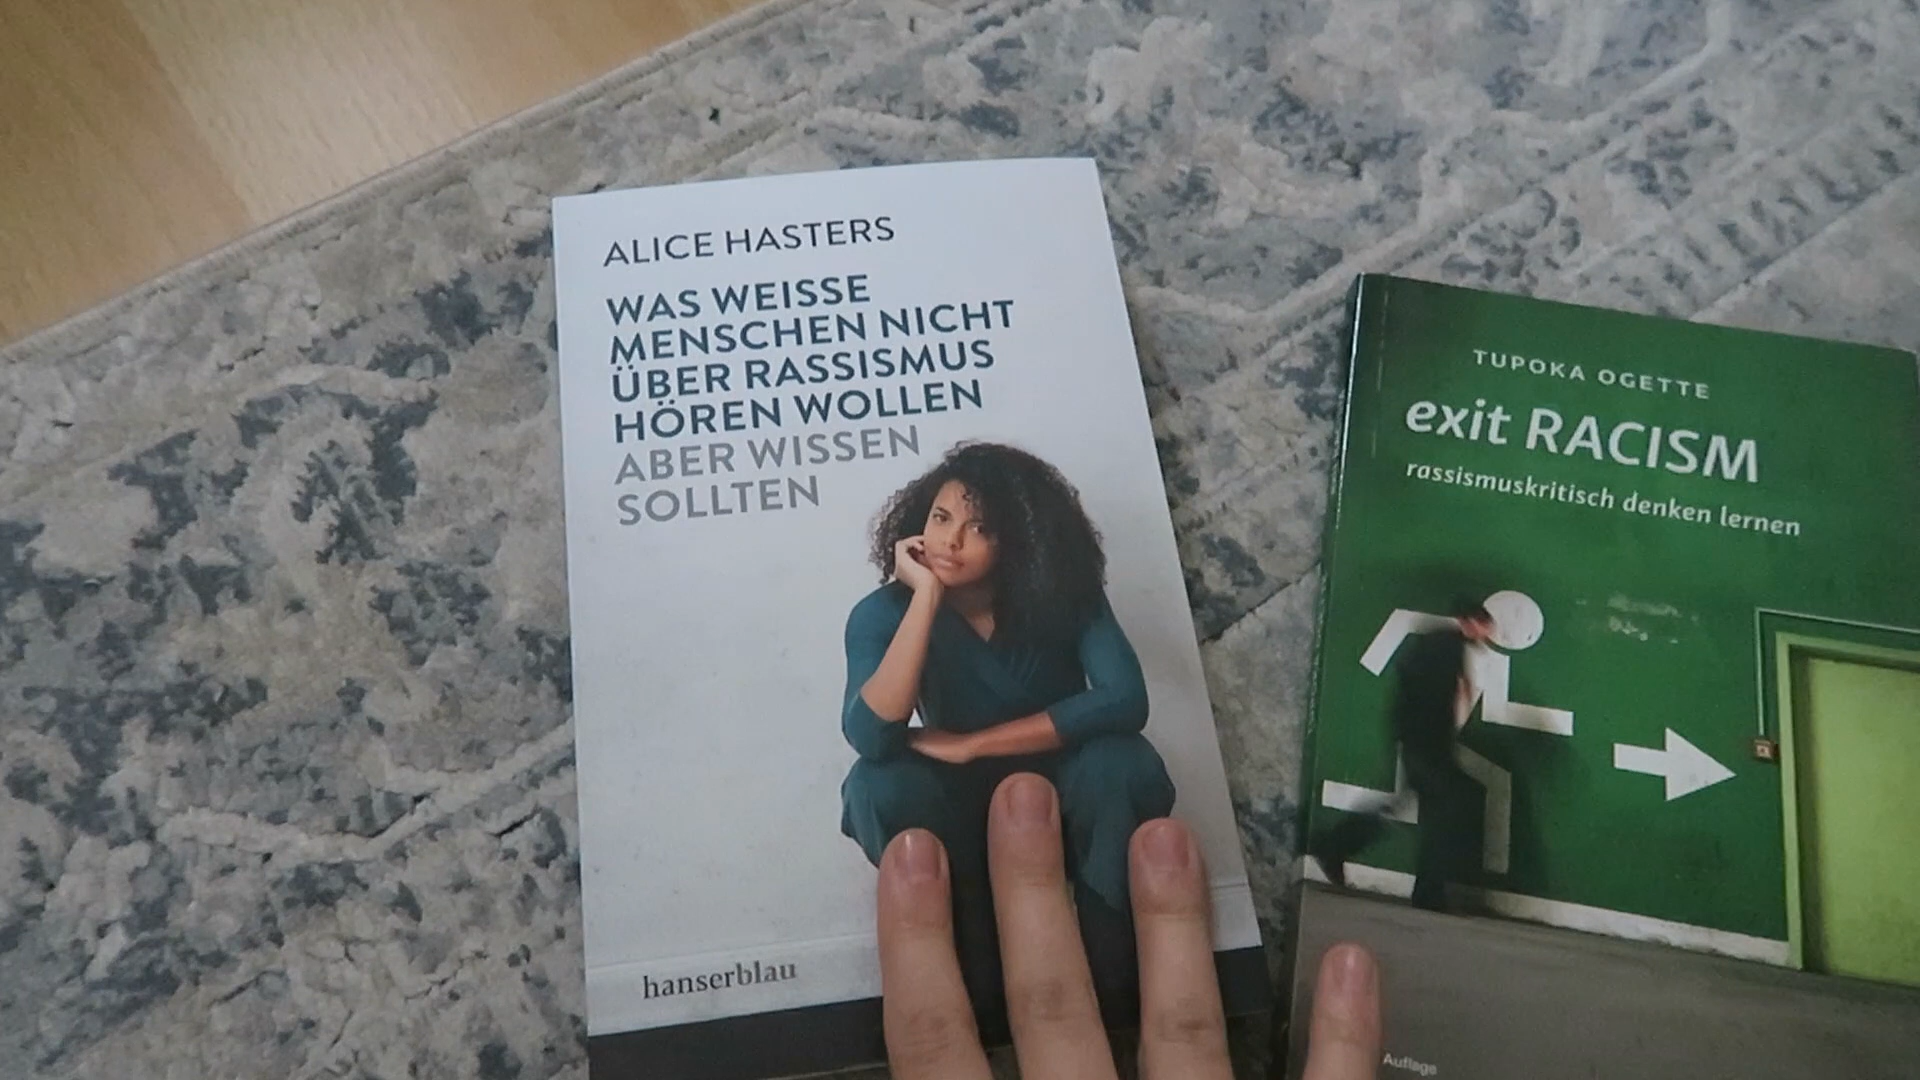 ALICE HASTERS
WAS WEISSE
MENSCHEN NICHT
ÜBER RASSISMUS
HÖREN WOLLEN
ABER WISSEN
SOLLTEN
hanserblau
TUPOKA OGETTE
exit RACISM
rassismuskritisch denken lernen
Auflage